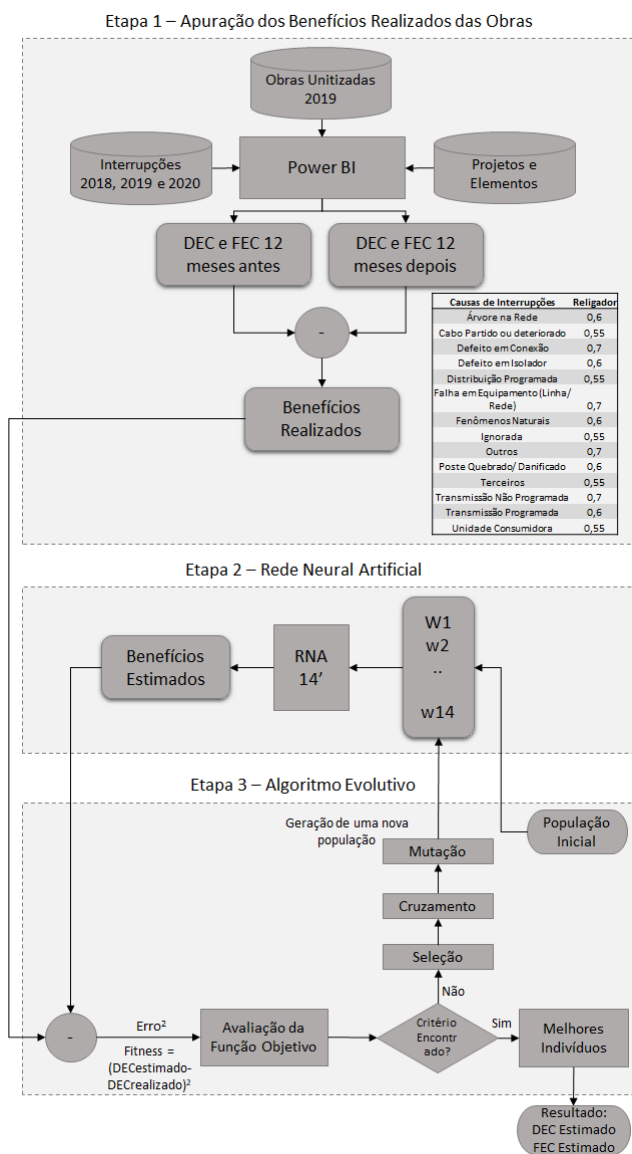 Etapa 1 – Apuração dos Benefícios Realizados das Obras
Obras Unitizadas
2019
Interrupções
2018, 2019 e 2020
Power BI
Projetos e
Elementos
DEC e FEC 12
meses antes
DEC e FEC 12
meses depois
-
Benefícios
Realizados
Causas de Interrupções Religador
Árvore na Rede 0,6
Cabo Partido ou deteriorado 0,55
Defeito em Conexão 0,7
Defeito em Isolador 0,6
Distribuição Programada 0,55
Falha em Equipamento (Linha/
Rede) 0,7
Fenômenos Naturais 0,6
Ignorada 0,55
Outros 0,7
Poste Quebrado/ Danificado 0,6
Terceiros 0,55
Transmissão Não Programada 0,7
Transmissão Programada 0,6
Unidade Consumidora 0,55
Etapa 2 – Rede Neural Artificial
Benefícios
Estimados
RNA
14’
W1
w2
..
w14
Etapa 3 – Algoritmo Evolutivo
Geração de uma nova
população
Mutação
População
Inicial
Cruzamento
Seleção
Não
-
Erro²
Fitness =
(DECestimado-
DECrealizado)²
Avaliação da
Função Objetivo
Critério
Encontr
ado?
Sim
Melhores
Indivíduos
Resultado:
DEC Estimado
FEC Estimado